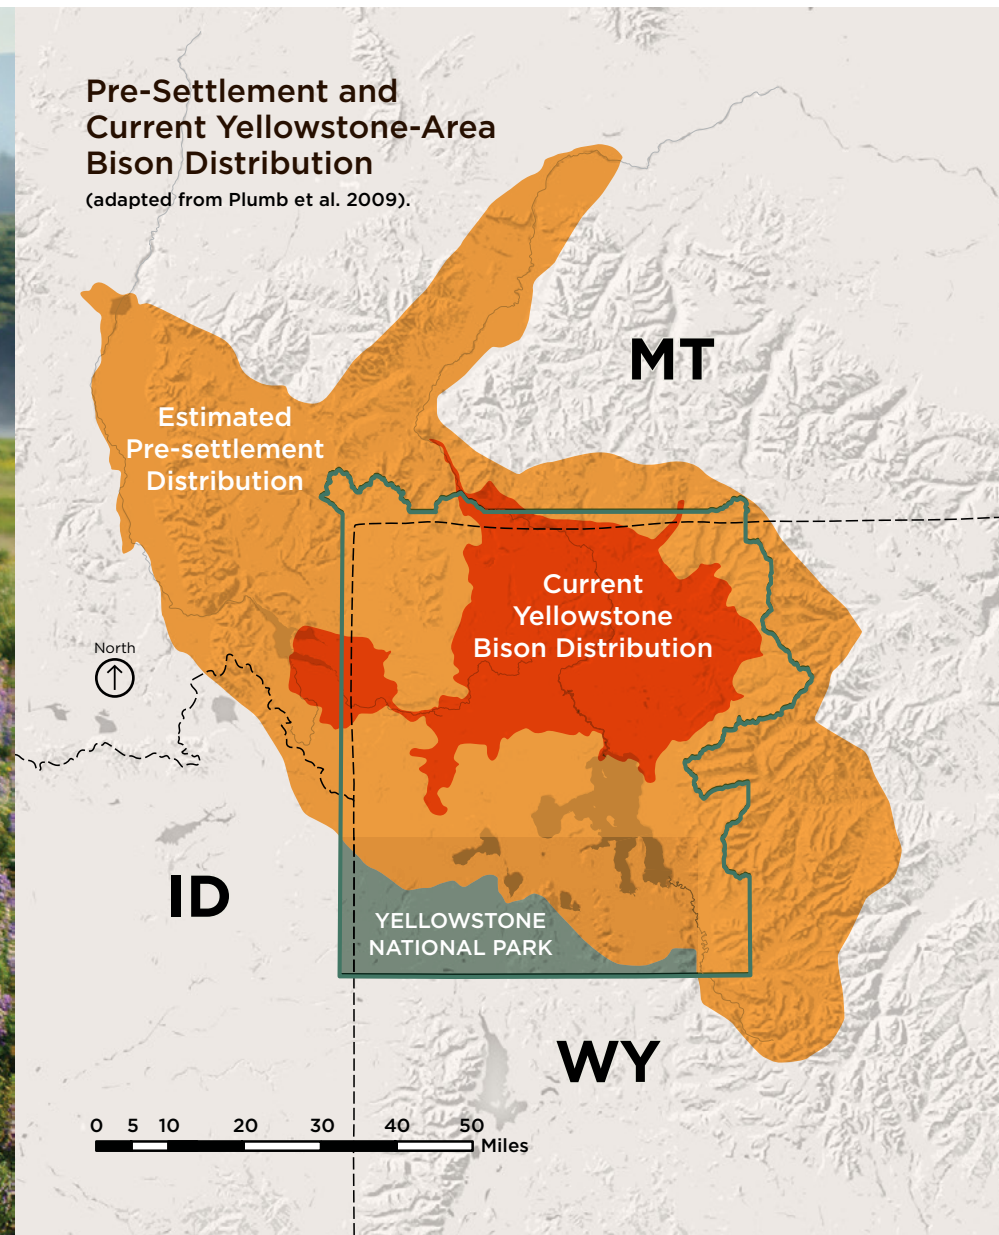 Pre-Settlement and
Current Yellowstone-Area
Bison Distribution
(adapted from Plumb et al. 2009).
MT
Estimated
Pre-settlement
Distribution
Current
Yellowstone
Bison Distribution
North
ID
YELLOWSTONE
NATIONAL PARK
WY
0 5 10 20 30 40 50
Miles